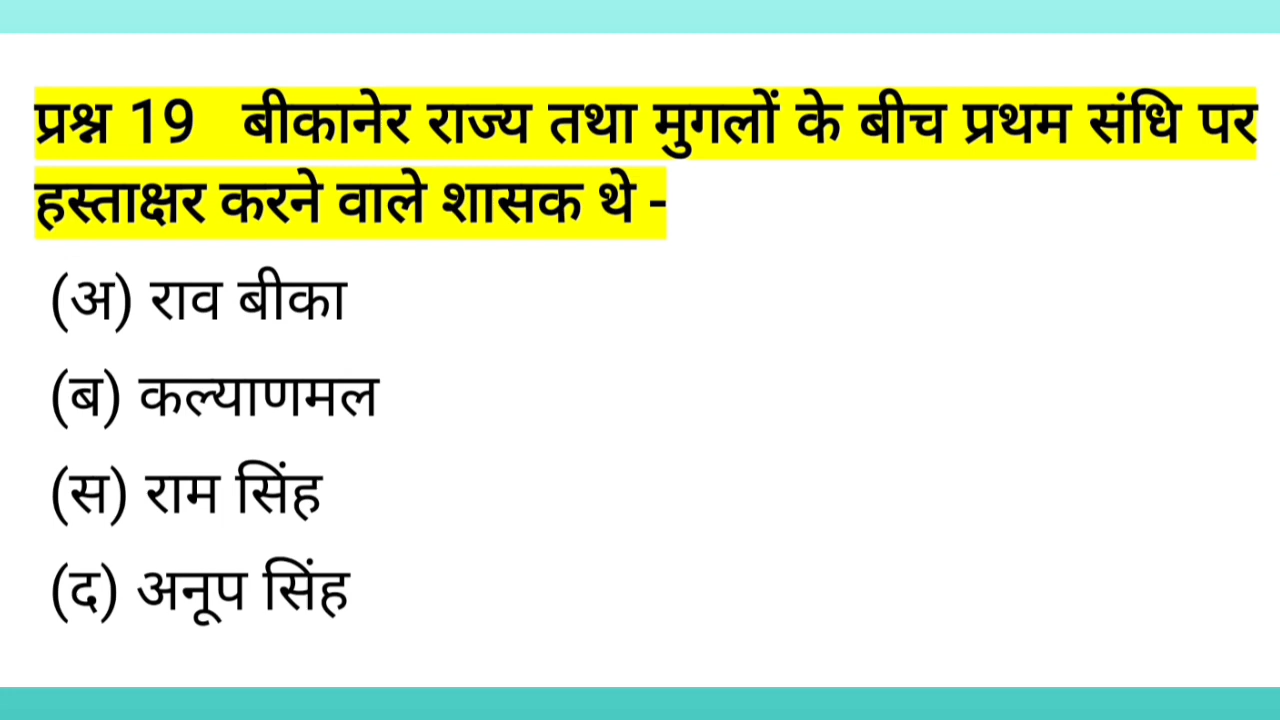 प्रश्न 19 बीकानेर राज्य तथा मुगलों के बीच प्रथम संधि पर
हस्ताक्षर करने वाले शासक थे -
(अ) राव बीका
(ब) कल्याणमल
(स) राम सिंह
(द) अनूप सिंह